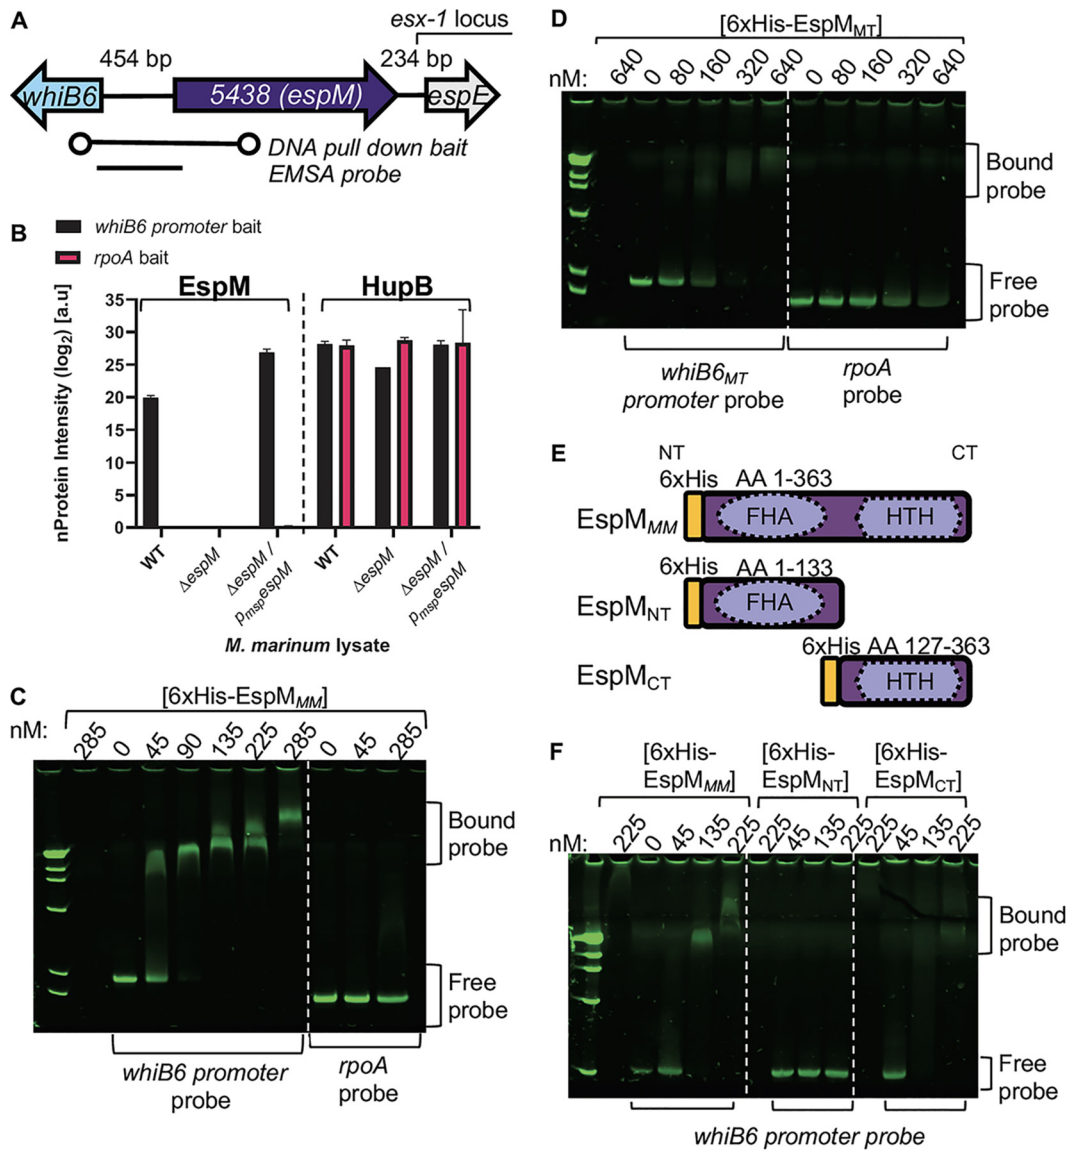 A
esx-1 locus
454 bp
234 bp
whiB6
5438 (espM)
espE
DNA pull down bait
EMSA probe
B
whiB6 promoter bait
rpoA bait
EspM
HupB
nProtein Intensity (log2) [a.u]
35
30
25
20
15
10
5
0
WT
ΔespM
ΔespM /
pmspespM
WT
ΔespM
ΔespM /
pmspespM
M. marinum lysate
C
[6xHis-EspMMM]
nM:
285
0
45
90
135
225
285
0
45
285
Bound
probe
Free
probe
whiB6 promoter
probe
rpoA
probe
D
[6xHis-EspMMT]
nM:
640
0
80
160
320
640
0
80
160
320
640
Bound
probe
Free
probe
whiB6MT
promoter probe
rpoA
probe
E
NT
CT
6xHis AA 1-363
EspMMM
FHA
HTH
6xHis AA 1-133
EspMNT
FHA
6xHis AA 127-363
EspMCT
HTH
F
[6xHis-
EspMMM]
[6xHis-
EspMNT]
[6xHis-
EspMCT]
nM:
225
0
45
135
225
225
45
135
225
225
45
135
225
Bound
probe
Free
probe
whiB6 promoter probe